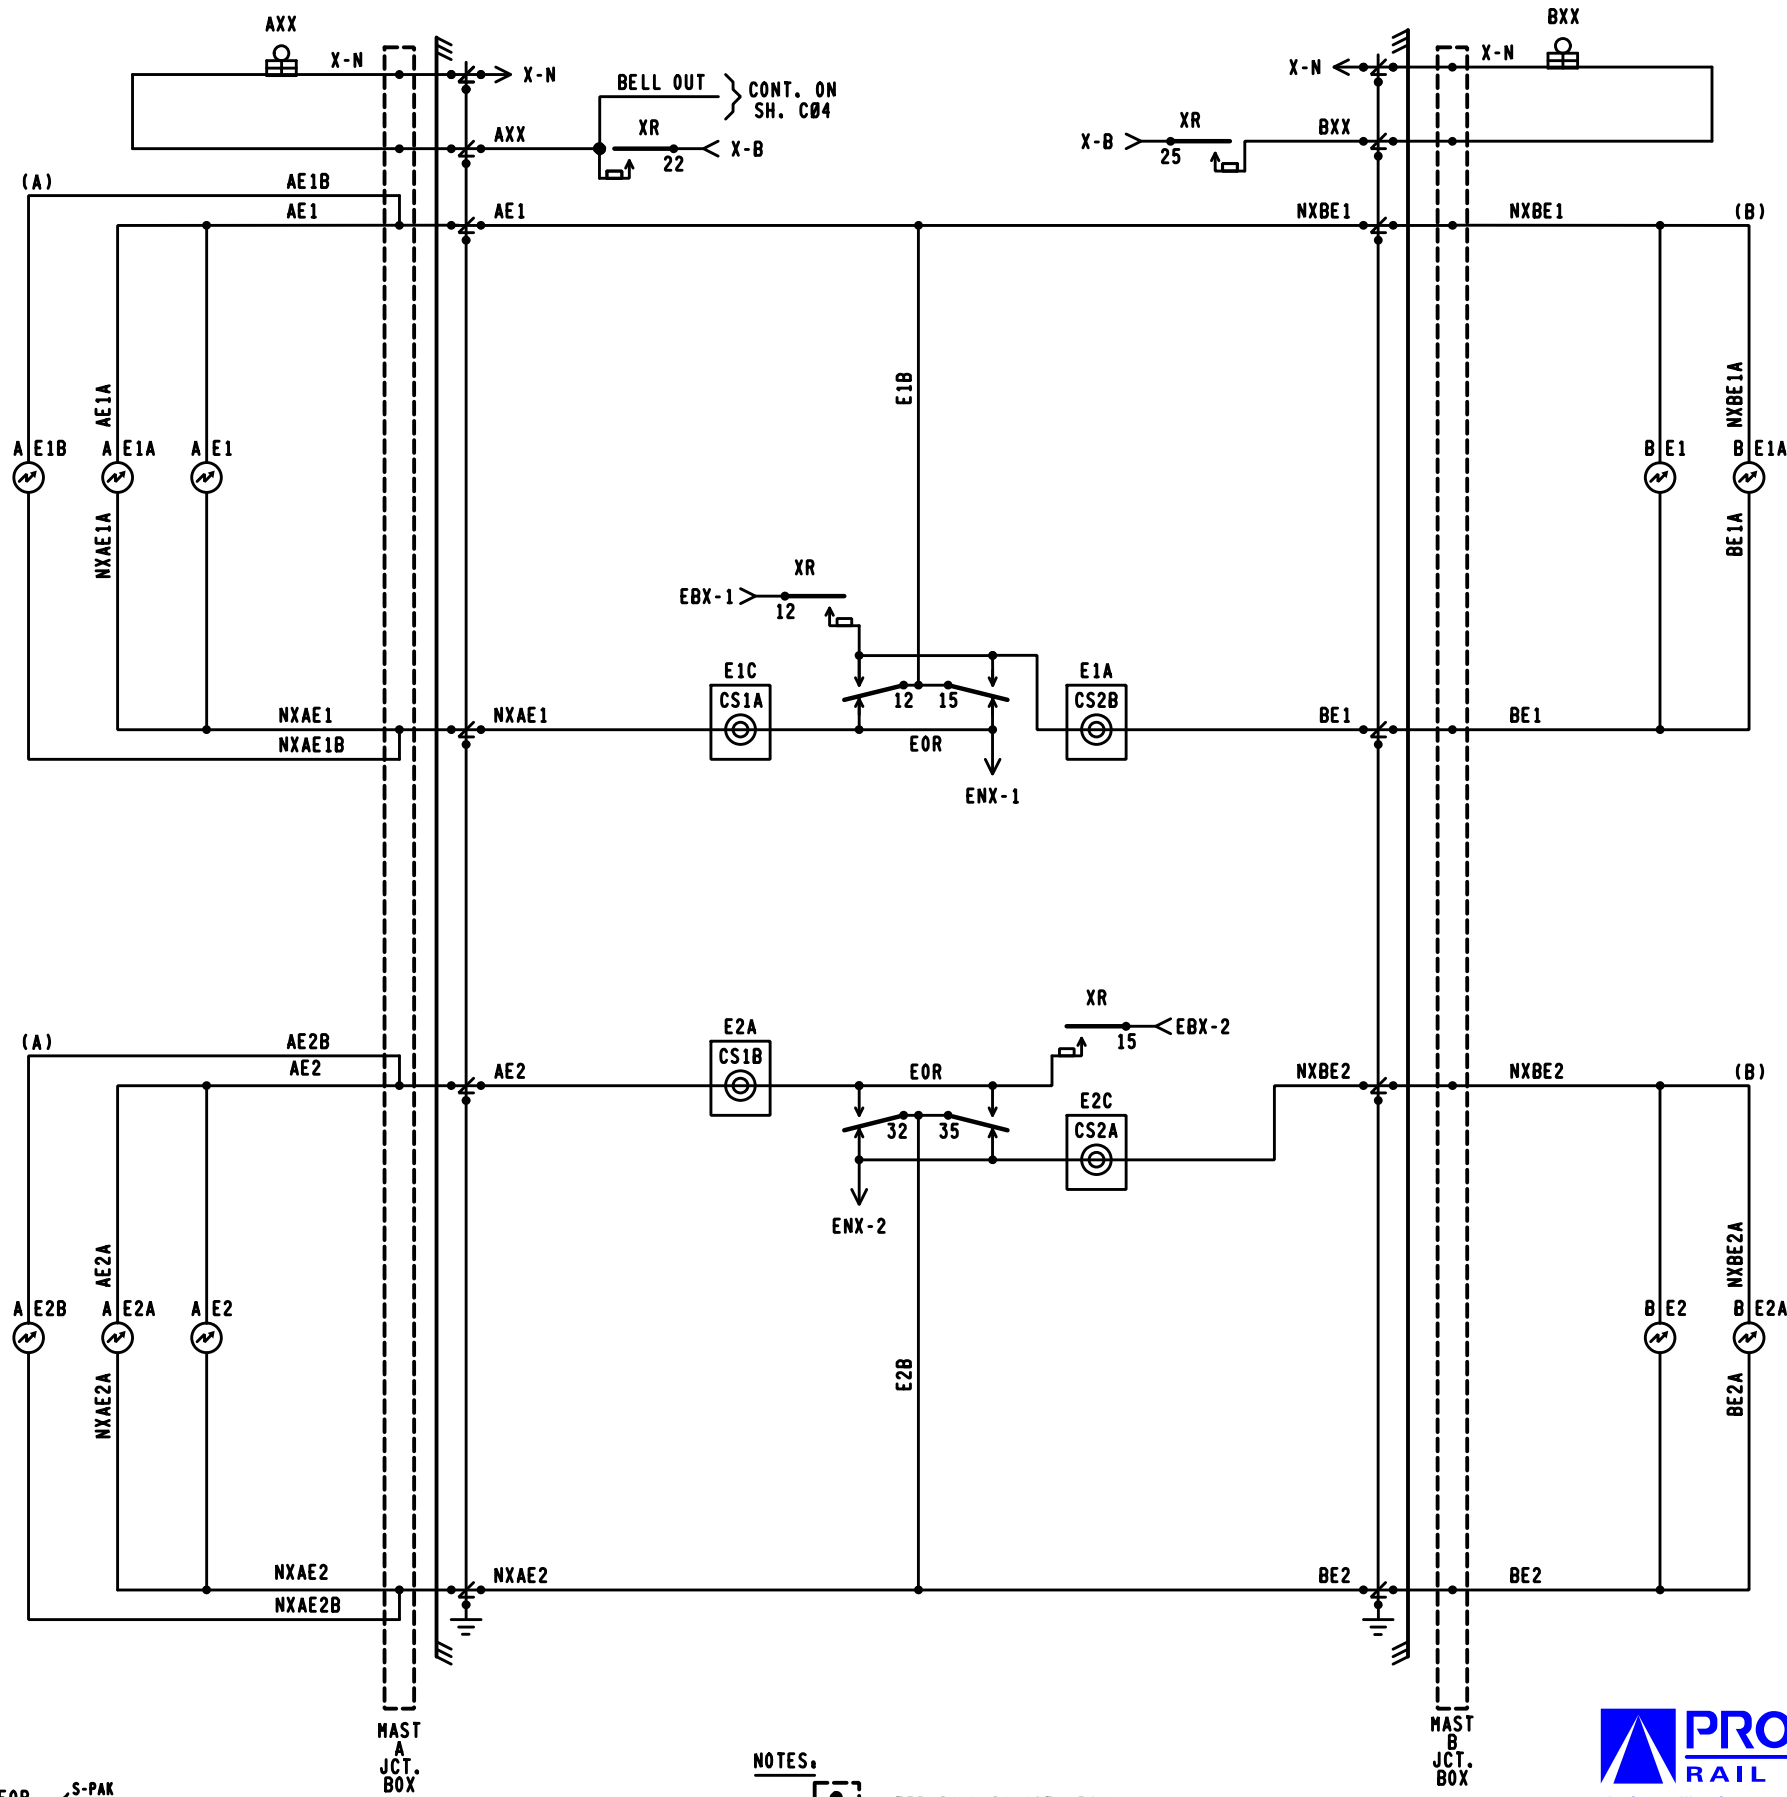 AXX
BXX
X-N
X-N
X-N
X-N
BELL OUT
CONT. ON
SH. CØ4
AXX
XR
X-B
22
X-B
XR
25
BXX
(A)
AE1B
AE1
AE1
NXBE1
NXBE1
(B)
AE1A
E1B
NXBE1A
A E1B
A E1A
A E1
B E1
B E1A
NXAE1A
BE1A
XR
EBX-1
12
E1C
CS1A
12
15
E1A
CS2B
NXAE1
NXAE1
EOR
BE1
BE1
NXAE1B
ENX-1
XR
EBX-2
15
(A)
AE2B
AE2
AE2
E2A
CS1B
EOR
NXBE2
NXBE2
(B)
32
35
E2C
CS2A
ENX-2
AE2A
NXBE2A
A E2B
A E2A
A E2
B E2
B E2A
NXAE2A
E2B
BE2A
NXAE2
NXAE2
BE2
BE2
NXAE2B
MAST
A
JCT.
BOX
MAST
B
JCT.
BOX
NOTES:
S-PAK
PRO
RAIL